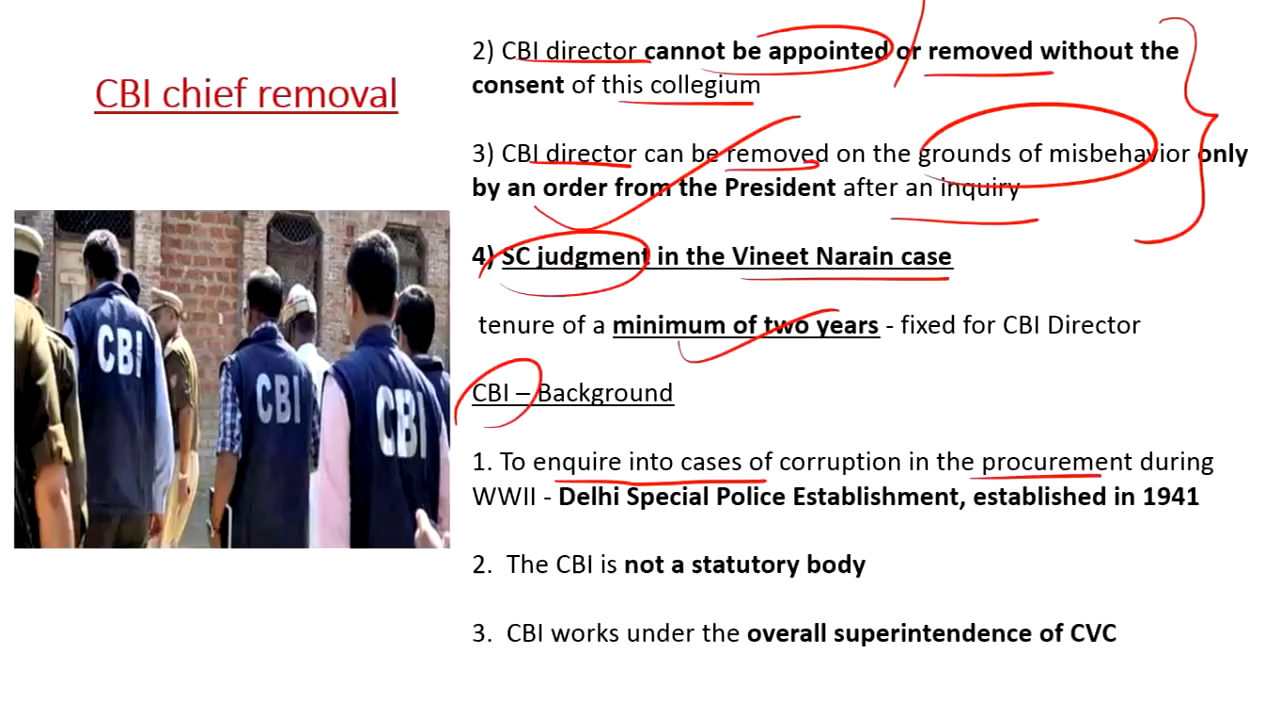 CBI chief removal
2) CBI director cannot be appointed or removed without the
consent of this collegium
3) CBI director can be removed on the grounds of misbehavior only
by an order from the President after an inquiry
4) SC judgment in the Vineet Narain case
tenure of a minimum of two years - fixed for CBI Director
CBI – Background
1. To enquire into cases of corruption in the procurement during
WWII - Delhi Special Police Establishment, established in 1941
2. The CBI is not a statutory body
3. CBI works under the overall superintendence of CVC
CBI
CBI
CBI